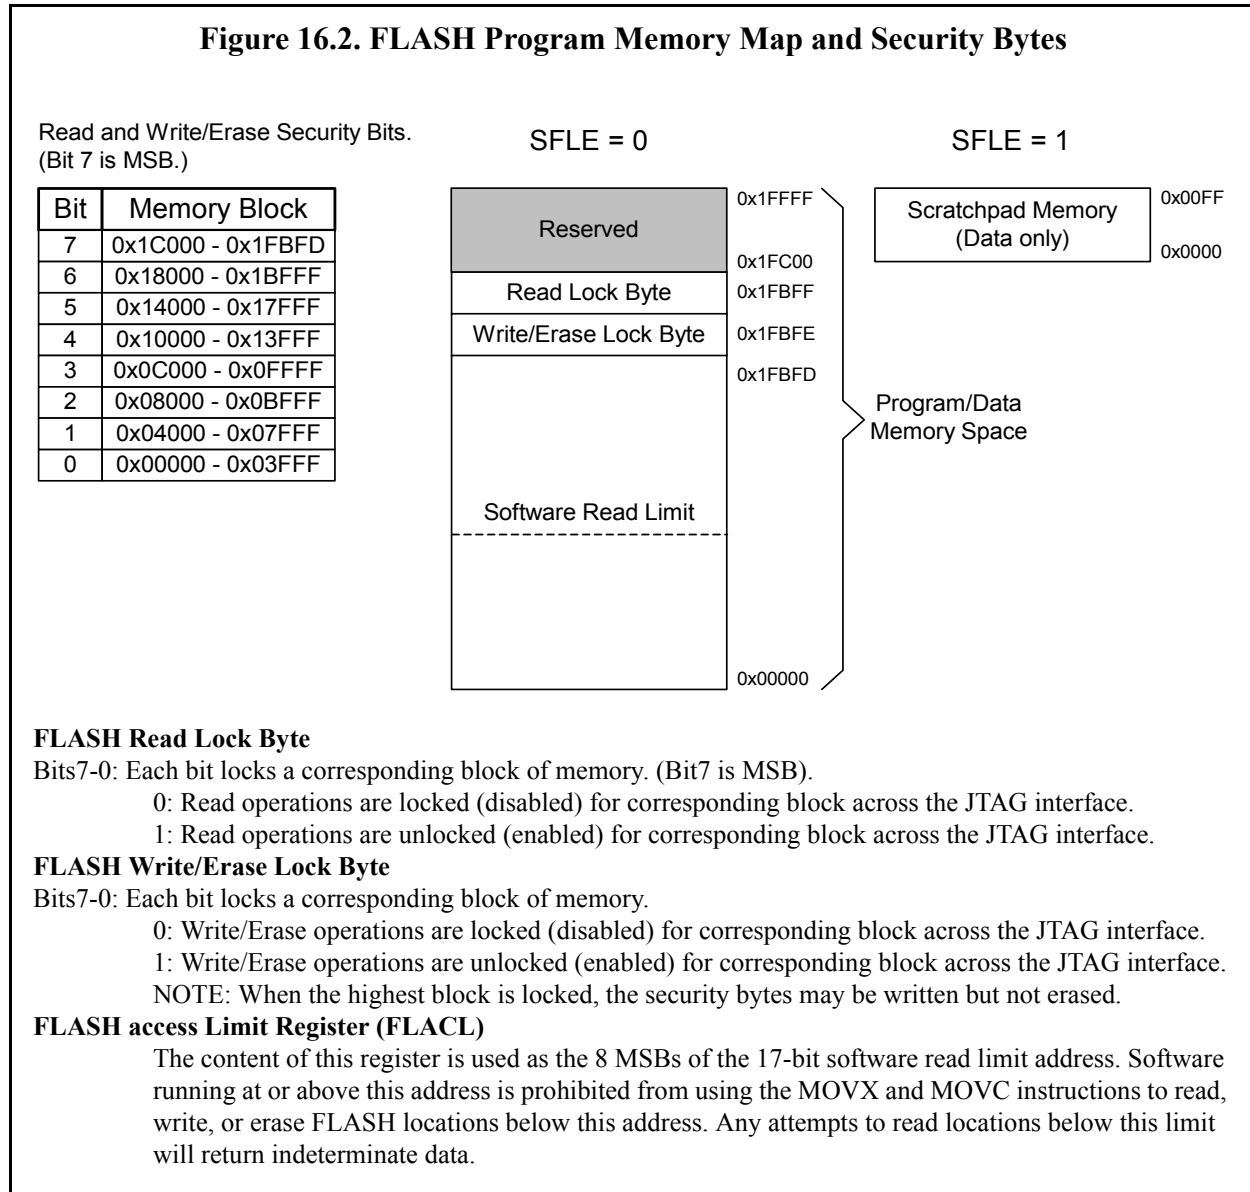 Figure 16.2. FLASH Program Memory Map and Security Bytes
Read and Write/Erase Security Bits.
(Bit 7 is MSB.)
Bit Memory Block
7 0x1C000 - 0x1FBFD
6 0x18000 - 0x1BFFF
5 0x14000 - 0x17FFF
4 0x10000 - 0x13FFF
3 0x0C000 - 0x0FFFF
2 0x08000 - 0x0BFFF
1 0x04000 - 0x07FFF
0 0x00000 - 0x03FFF
SFLE = 0
Reserved
0x1FFFF
0x1FC00
Read Lock Byte
0x1FBFF
Write/Erase Lock Byte
0x1FBFE
0x1FBFD
Software Read Limit
0x00000
Program/Data
Memory Space
SFLE = 1
Scratchpad Memory
(Data only)
0x00FF
0x0000
FLASH Read Lock Byte
Bits7-0: Each bit locks a corresponding block of memory. (Bit7 is MSB).
0: Read operations are locked (disabled) for corresponding block across the JTAG interface.
1: Read operations are unlocked (enabled) for corresponding block across the JTAG interface.
FLASH Write/Erase Lock Byte
Bits7-0: Each bit locks a corresponding block of memory.
0: Write/Erase operations are locked (disabled) for corresponding block across the JTAG interface.
1: Write/Erase operations are unlocked (enabled) for corresponding block across the JTAG interface.
NOTE: When the highest block is locked, the security bytes may be written but not erased.
FLASH access Limit Register (FLACL)
The content of this register is used as the 8 MSBs of the 17-bit software read limit address. Software
running at or above this address is prohibited from using the MOVX and MOVC instructions to read,
write, or erase FLASH locations below this address. Any attempts to read locations below this limit
will return indeterminate data.